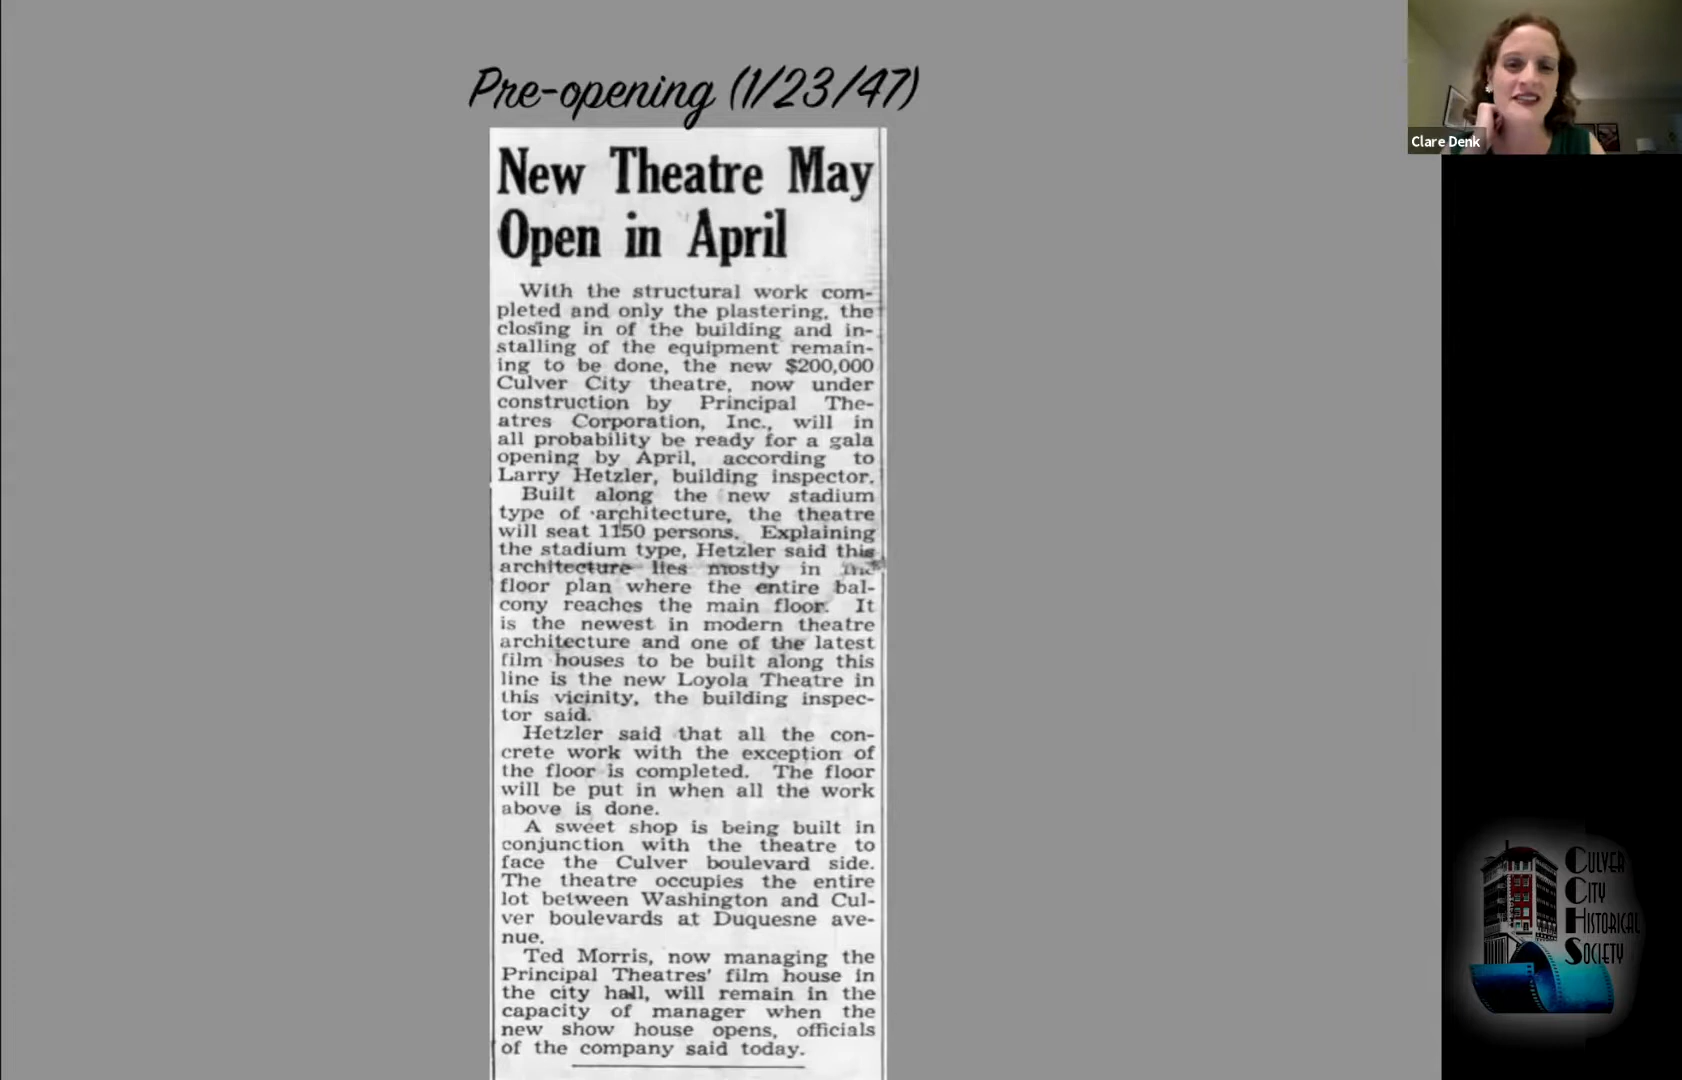 Pre-opening (1/23/47)
New Theatre May
Open in April
With the structural work com-
pleted and only the plastering, the
closing in of the building and in-
stalling of the equipment remain-
ing to be done, the new $200,000
Culver City theatre, now under
construction by Principal The-
atres Corporation, Inc., will in
all probability be ready for a gala
opening by April, according to
Larry Hetzler, building inspector.
Built along the new stadium
type of architecture, the theatre
will seat 1150 persons. Explaining
the stadium type, Hetzler said this
architecture lies mostly in the
floor plan where the entire bal-
cony reaches the main floor. It
is the newest in modern theatre
architecture and one of the latest
film houses to be built along this
line is the new Loyola Theatre in
this vicinity, the building inspec-
tor said.
Hetzler said that all the con-
crete work with the exception of
the floor is completed. The floor
will be put in when all the work
above is done.
A sweet shop is being built in
conjunction with the theatre to
face the Culver boulevard side.
The theatre occupies the entire
lot between Washington and Cul-
ver boulevards at Duquesne ave-
nue.
Ted Morris, now managing the
Principal Theatres' film house in
the city hall, will remain in the
capacity of manager when the
new show house opens, officials
of the company said today.
Clare Denk
CULVER
CITY
HISTORICAL
SOCIETY